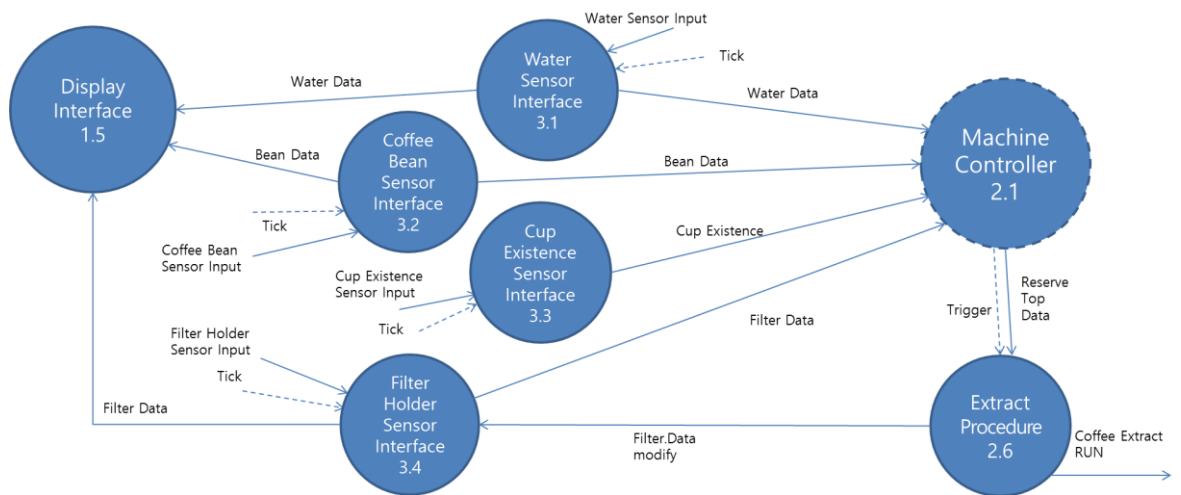 Water Sensor Input
Tick
Water
Sensor
Interface
3.1
Display
Interface
1.5
Water Data
Water Data
Machine
Controller
2.1
Coffee
Bean
Sensor
Interface
3.2
Bean Data
Bean Data
Tick
Coffee Bean
Sensor Input
Cup
Existence
Sensor
Interface
3.3
Cup Existence
Cup Existence
Sensor Input
Tick
Filter Data
Trigger
Reserve
Top
Data
Filter Holder
Sensor Input
Tick
Filter
Holder
Sensor
Interface
3.4
Filter Data
Filter.Data
modify
Extract
Procedure
2.6
Coffee Extract
RUN